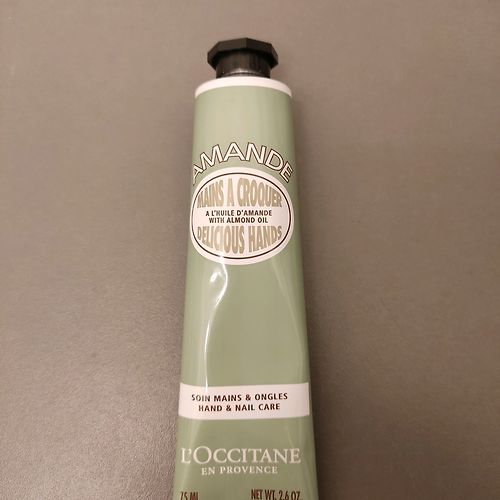 AMANDE
MAINS A CROQUER
A L'HUILE D'AMANDE
WITH ALMOND OIL
DELICIOUS HANDS
SOIN MAINS & ONGLES
HAND & NAIL CARE
L'OCCITANE
EN PROVENCE
75 ML NET WT. 2.6 OZ.